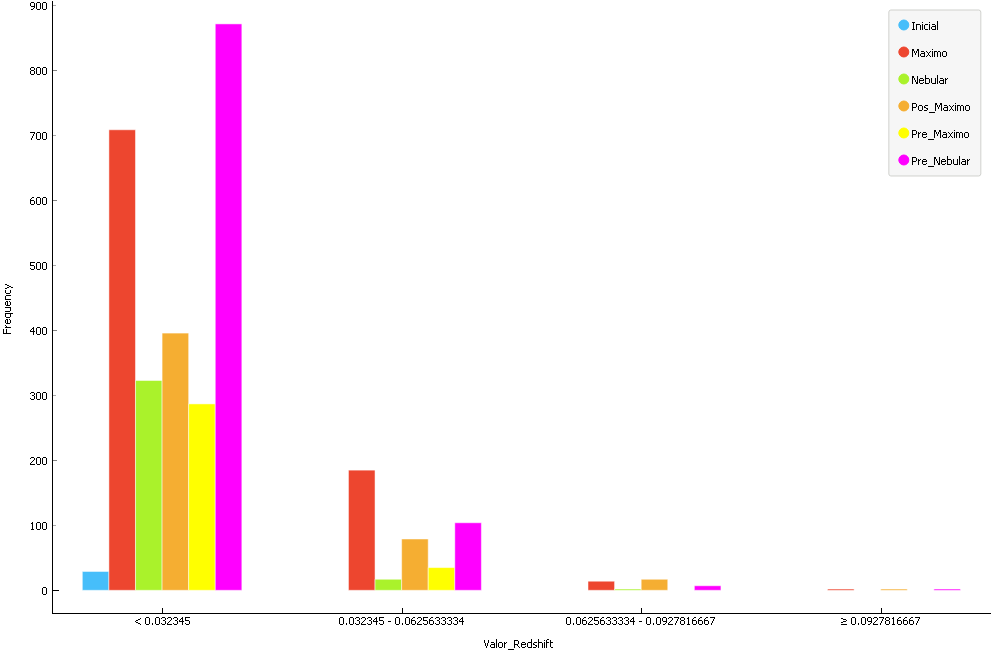 900
800
700
600
500
400
300
200
100
0
Frequency
Inicial
Maximo
Nebular
Pos_Maximo
Pre_Maximo
Pre_Nebular
< 0.032345
0.032345 - 0.0625633334
0.0625633334 - 0.0927816667
≥ 0.0927816667
Valor_Redshift